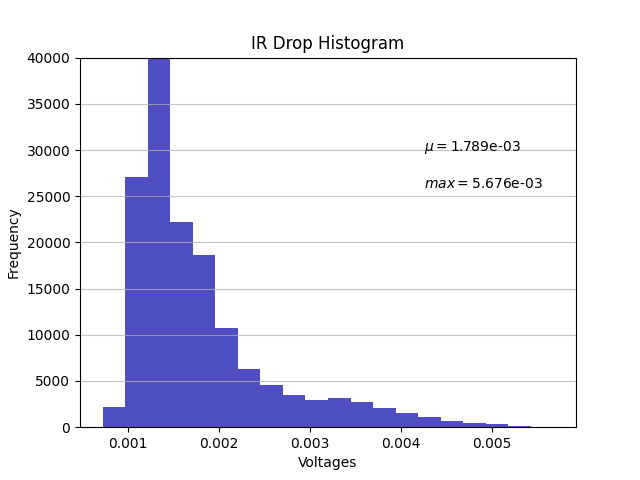 IR Drop Histogram
40000
35000
30000
25000
20000
15000
10000
5000
0
Frequency
μ = 1.789e-03
max = 5.676e-03
0.001 0.002 0.003 0.004 0.005
Voltages